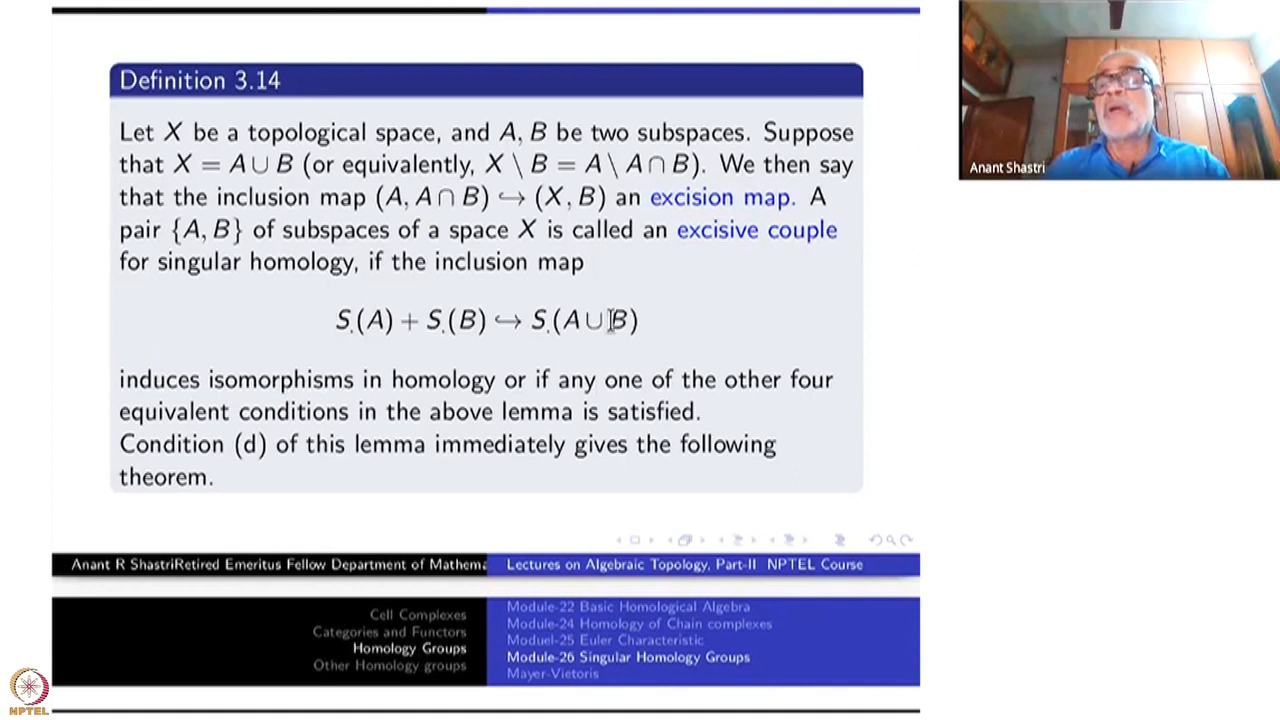 Definition 3.14
Let X be a topological space, and A, B be two subspaces. Suppose
that X = A ∪ B (or equivalently, X \ B = A \ A ∩ B). We then say
that the inclusion map (A, A ∩ B) ↪ (X, B) an excision map. A
pair {A, B} of subspaces of a space X is called an excisive couple
for singular homology, if the inclusion map
S.(A) + S.(B) ↪ S.(A ∪ B)
induces isomorphisms in homology or if any one of the other four
equivalent conditions in the above lemma is satisfied.
Condition (d) of this lemma immediately gives the following
theorem.
Anant R ShastriRetired Emeritus Fellow Department of Mathema
Lectures on Algebraic Topology, Part-II NPTEL Course
Cell Complexes
Categories and Functors
Homology Groups
Other Homology groups
Module-22 Basic Homological Algebra
Module-24 Homology of Chain complexes
Moduel-25 Euler Characteristic
Module-26 Singular Homology Groups
Mayer-Vietoris
Anant Shastri
NPTEL